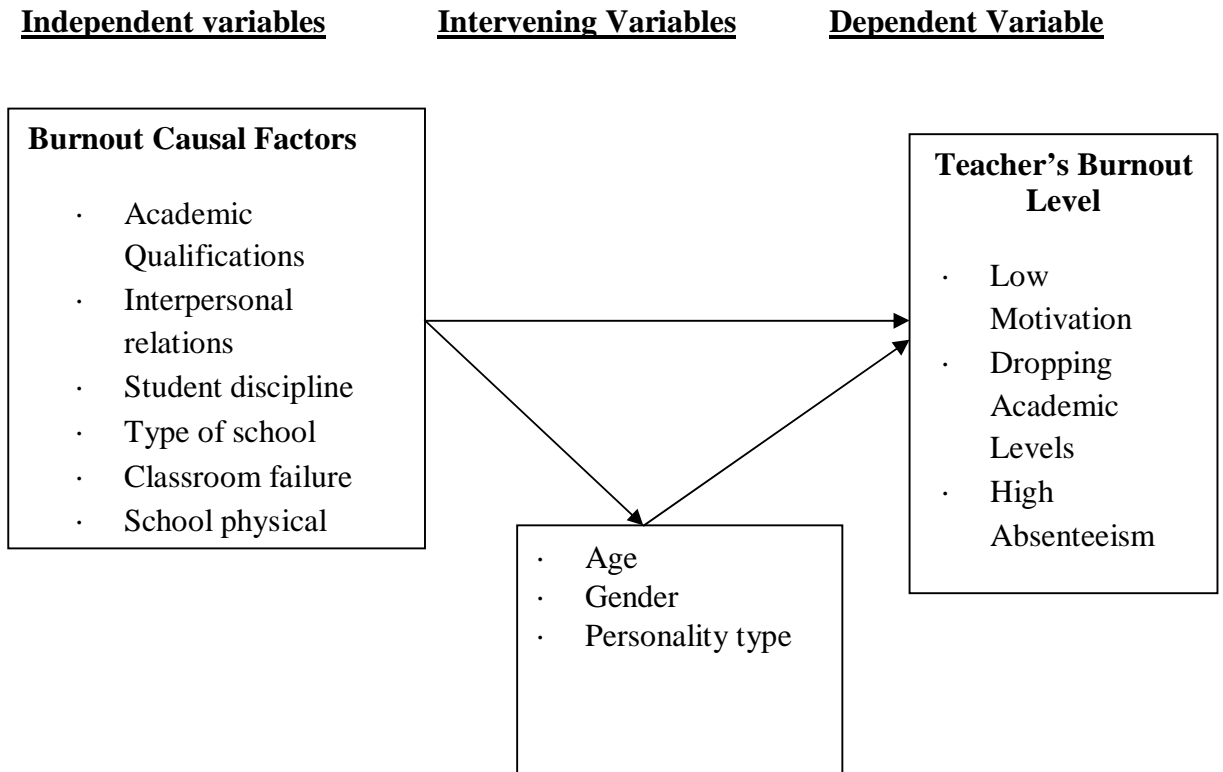 Independent variables Intervening Variables Dependent Variable
Burnout Causal Factors
· Academic
Qualifications
· Interpersonal
relations
· Student discipline
· Type of school
· Classroom failure
· School physical
Teacher’s Burnout
Level
· Low
Motivation
· Dropping
Academic
Levels
· High
Absenteeism
· Age
· Gender
· Personality type